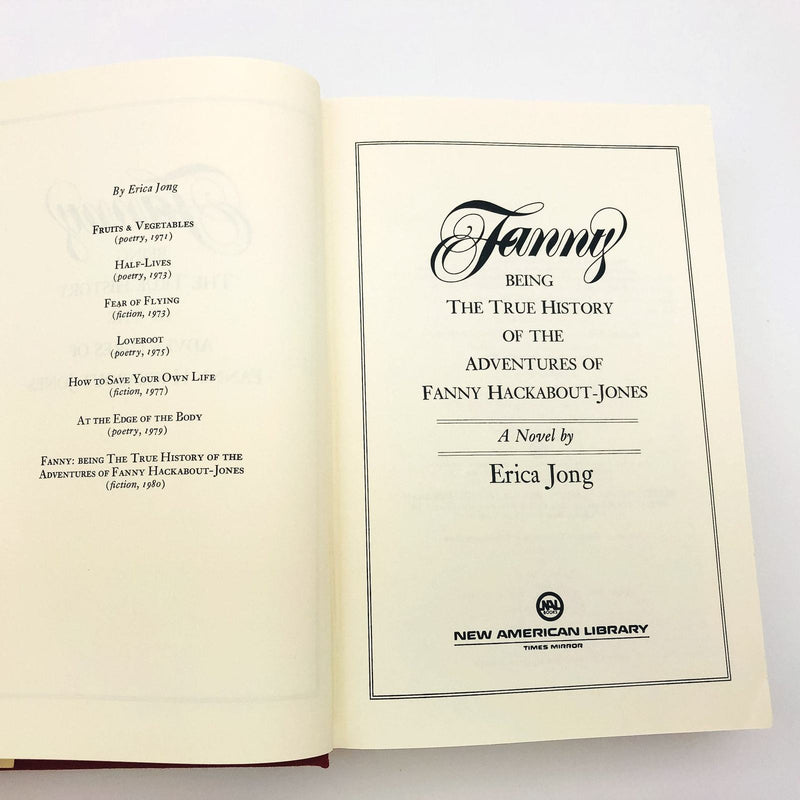 By Erica Jong
Fruits & Vegetables
(poetry, 1971)
Half-Lives
(poetry, 1973)
Fear of Flying
(fiction, 1973)
Loveroot
(poetry, 1975)
How to Save Your Own Life
(fiction, 1977)
At the Edge of the Body
(poetry, 1979)
Fanny: being The True History of the
Adventures of Fanny Hackabout-Jones
(fiction, 1980)
Fanny
BEING
The True History
OF THE
ADVENTURES OF
Fanny Hackabout-Jones
A Novel by
Erica Jong
NAL
BOOKS
NEW AMERICAN LIBRARY
TIMES MIRROR